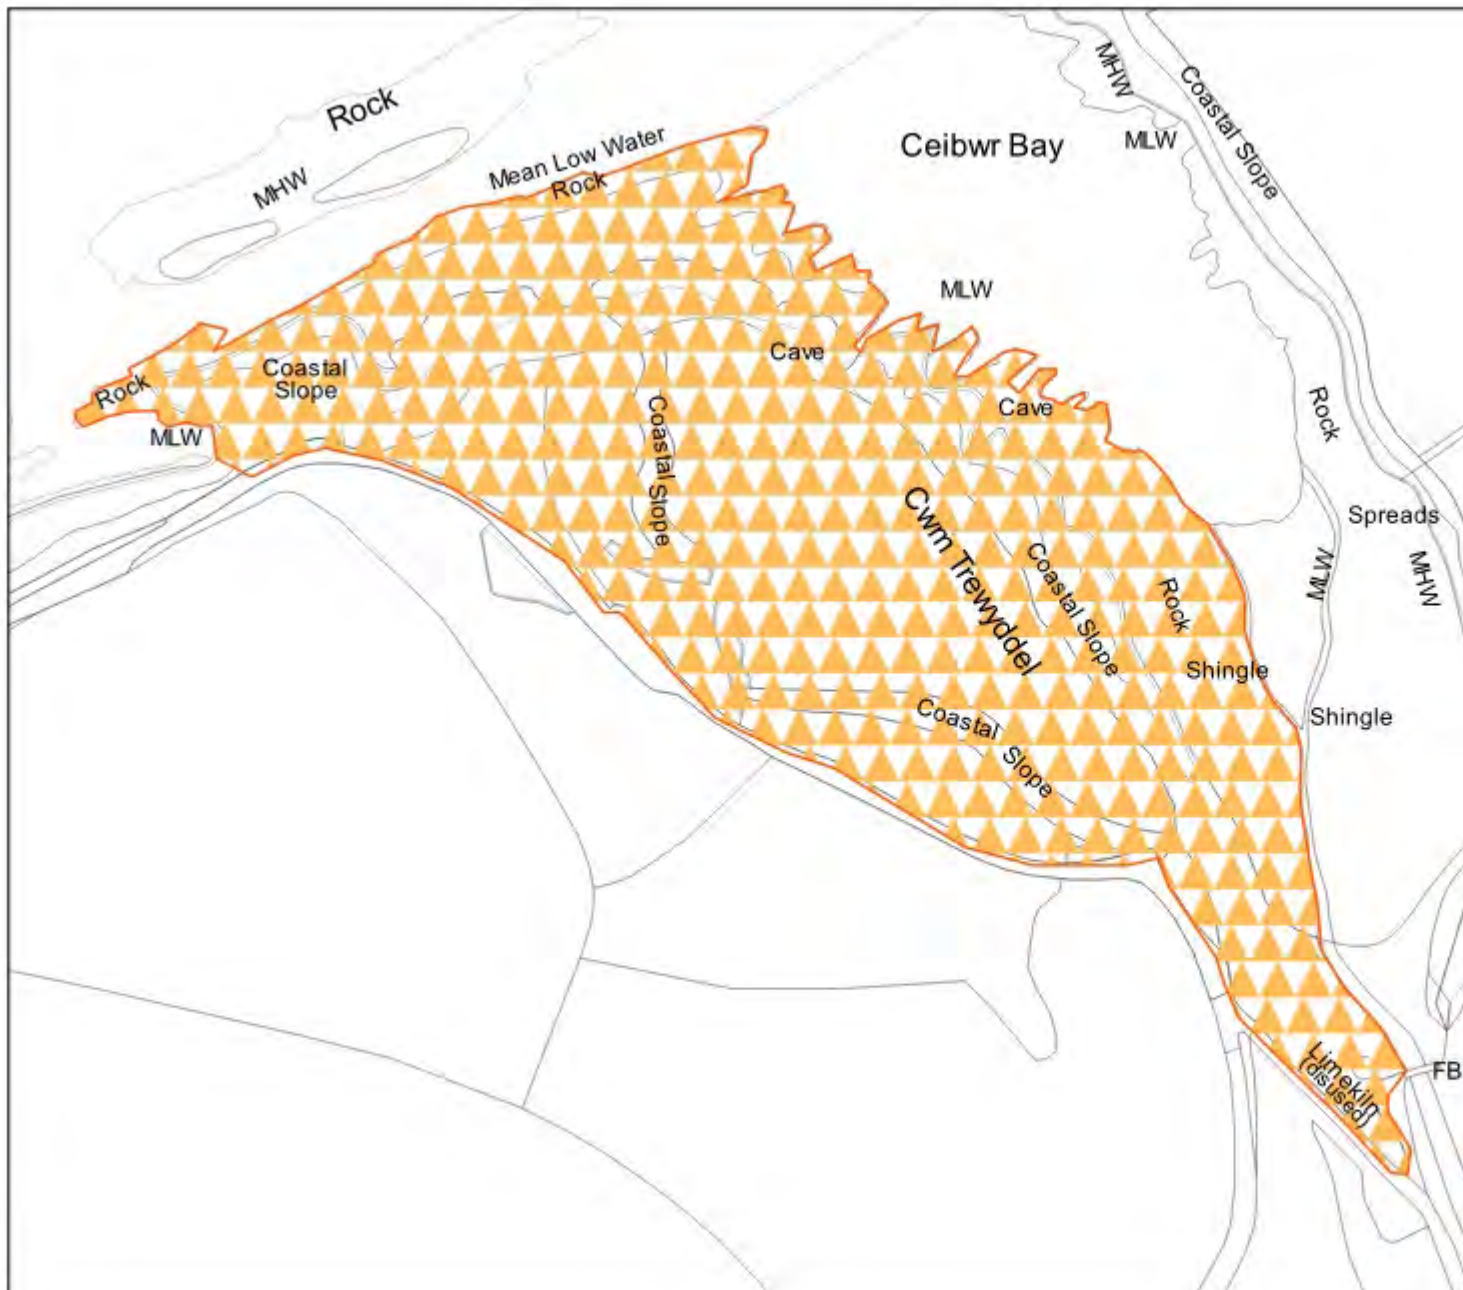 Rock
MHW
Mean Low Water
Rock
Ceibwr Bay
MHW
MLW
Coastal Slope
MLW
Cave
Cave
Coastal
Slope
Rock
MLW
Coastal
Slope
Rock
Spreads
MLW
MHW
Cwm Trewyddel
Coastal Slope
Rock
Shingle
Shingle
Coastal
Slope
Limekiln
(disused)
FB